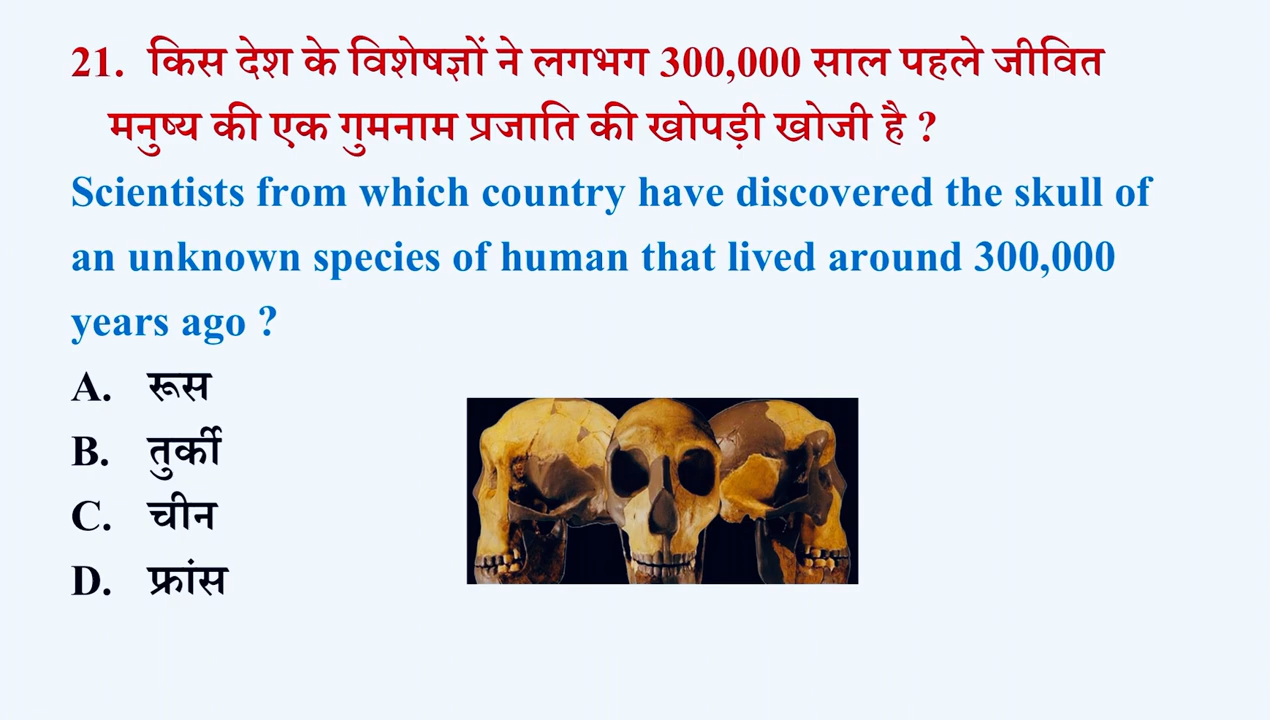 21. किस देश के विशेषज्ञों ने लगभग 300,000 साल पहले जीवित
मनुष्य की एक गुमनाम प्रजाति की खोपड़ी खोजी है ?
Scientists from which country have discovered the skull of
an unknown species of human that lived around 300,000
years ago ?
A. रूस
B. तुर्की
C. चीन
D. फ्रांस